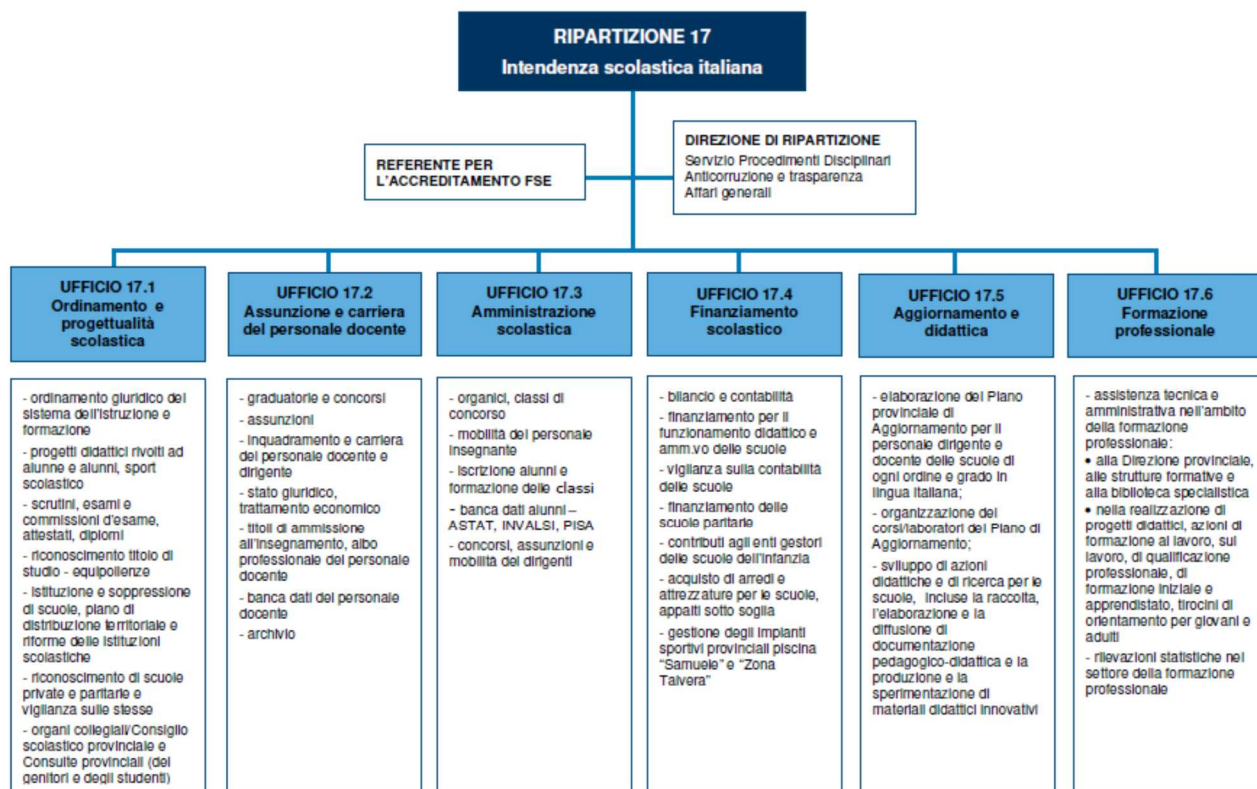 RIPARTIZIONE 17
Intendenza scolastica italiana
REFERENTE PER
L'ACCREDITAMENTO FSE
DIREZIONE DI RIPARTIZIONE
Servizio Procedimenti Disciplinari
Anticorruzione e trasparenza
Affari generali
UFFICIO 17.1
Ordinamento e
progettualità
scolastica
- ordinamento giuridico del
sistema dell'istruzione e
formazione
- progetti didattici rivolti ad
alunne e alunni, sport
scolastico
- scrutini, esami e
commissioni d'esame,
attestati, diplomi
- riconoscimento titolo di
studio - equipollenze
- istituzione e soppressione
di scuole, piano di
distribuzione territoriale e
riforme delle istituzioni
scolastiche
- riconoscimento di scuole
private e paritarie e
vigilanza sulle stesse
- organi collegiali/Consiglio
scolastico provinciale e
Consulte provinciali (dei
genitori e degli studenti)
UFFICIO 17.2
Assunzione e carriera
del personale docente
- graduatorie e concorsi
- assunzioni
- inquadramento e carriera
del personale docente e
dirigente
- stato giuridico,
trattamento economico
- titoli di ammissione
all'insegnamento, albo
professionale del personale
docente
- banca dati del personale
docente
- archivio
UFFICIO 17.3
Amministrazione
scolastica
- organici, classi di
concorso
- mobilità del personale
insegnante
- iscrizione alunni e
formazione delle classi
- banca dati alunni –
ASTAT, INVALSI, PISA
- concorsi, assunzioni e
mobilità dei dirigenti
UFFICIO 17.4
Finanziamento
scolastico
- bilancio e contabilità
- finanziamento per il
funzionamento didattico e
amm.vo delle scuole
- vigilanza sulla contabilità
delle scuole
- finanziamento delle
scuole paritarie
- contributi agli enti gestori
delle scuole dell'infanzia
- acquisto di arredi e
attrezzature per le scuole,
appalti sotto soglia
- gestione degli impianti
sportivi provinciali piscina
"Samuele" e "Zona
Talvera"
UFFICIO 17.5
Aggiornamento e
didattica
- elaborazione del Piano
provinciale di
Aggiornamento per il
personale dirigente e
docente delle scuole di
ogni ordine e grado in
lingua italiana;
- organizzazione dei
corsi/laboratori del Piano di
Aggiornamento;
- sviluppo di azioni
didattiche e di ricerca per le
scuole, incluse la raccolta,
l'elaborazione e la
diffusione di
documentazione
pedagogico-didattica e la
produzione e la
sperimentazione di
materiali didattici innovativi
UFFICIO 17.6
Formazione
professionale
- assistenza tecnica e
amministrativa nell'ambito
della formazione
professionale:
• alla Direzione provinciale,
alle strutture formative e
alla biblioteca specialistica
• nella realizzazione di
progetti didattici, azioni di
formazione al lavoro, sul
lavoro, di qualificazione
professionale, di
formazione iniziale e
apprendistato, tirocini di
orientamento per giovani e
adulti
- rilevazioni statistiche nel
settore della formazione
professionale